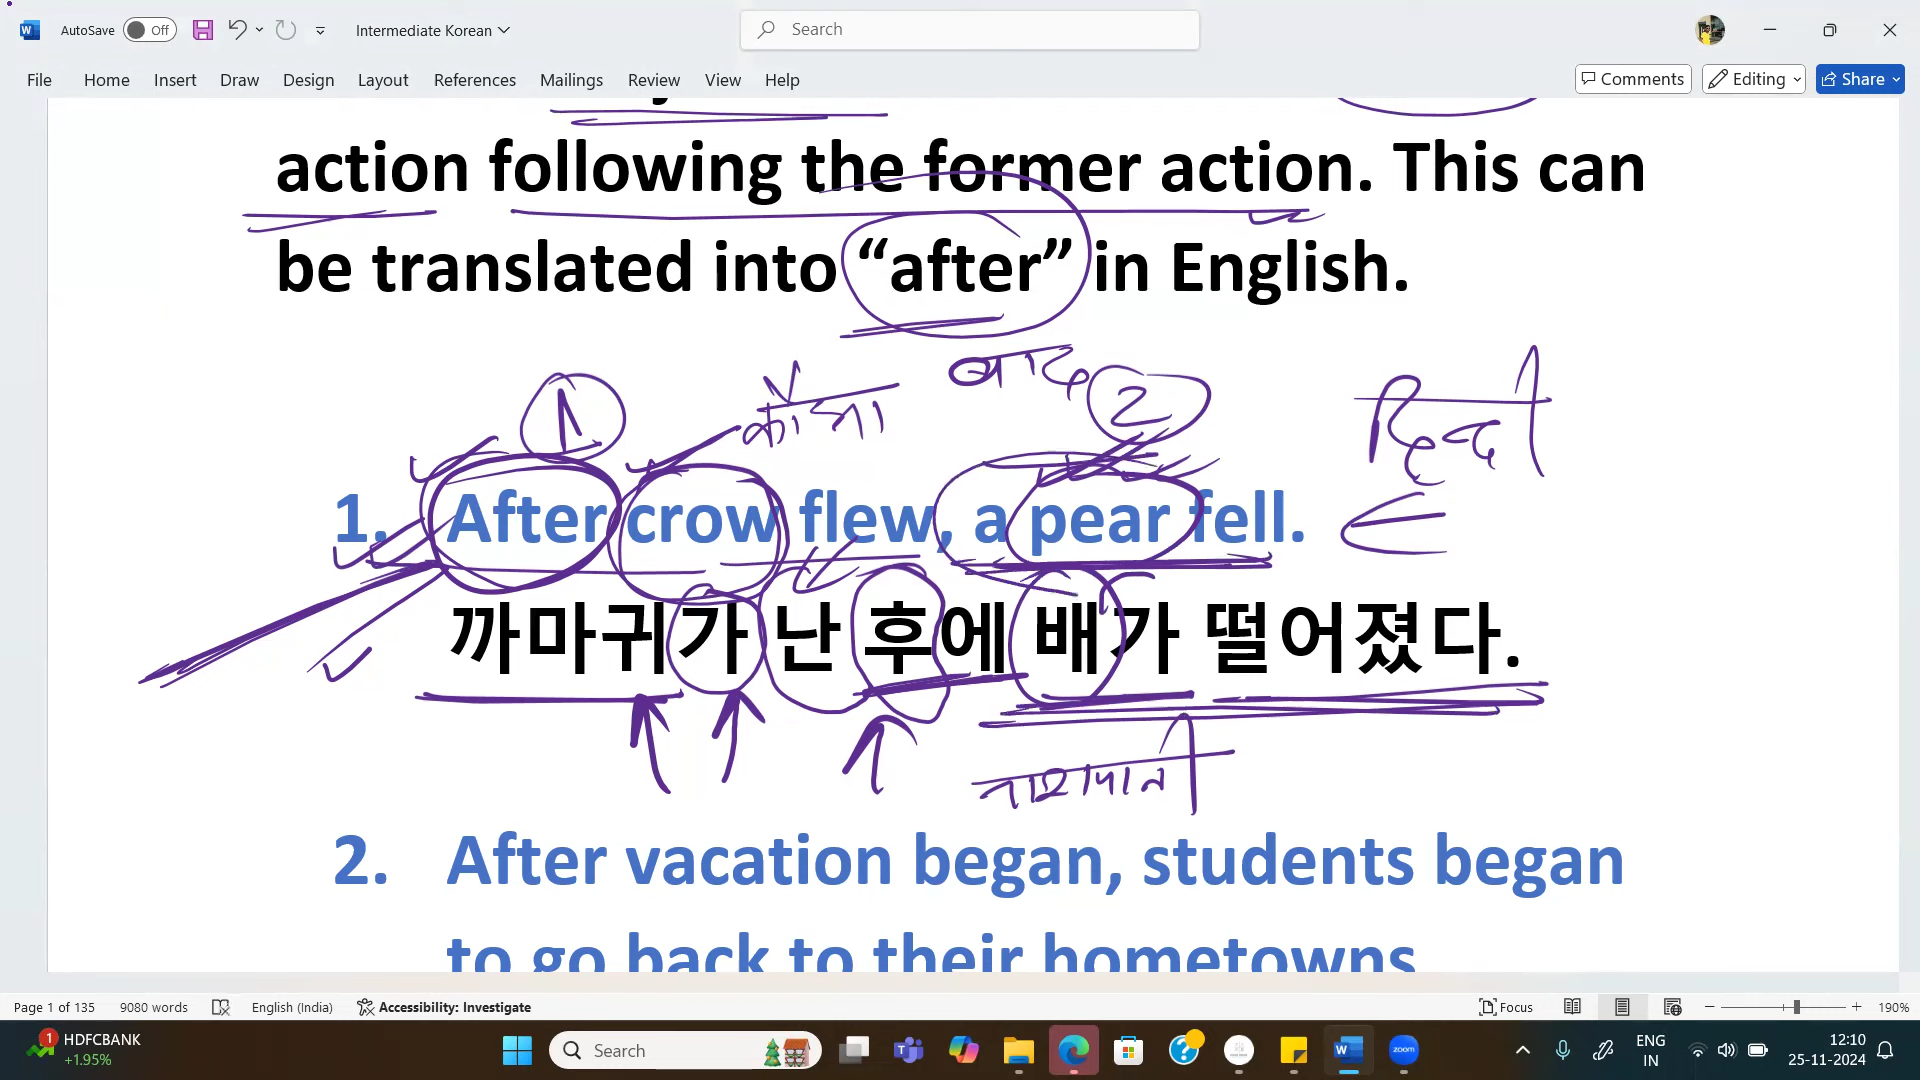 AutoSave Off Intermediate Korean Search
File Home Insert Draw Design Layout References Mailings Review View Help Comments Editing Share
action following the former action. This can
be translated into “after” in English.
बाद
1 2
1. After crow flew, a pear fell.
까마귀가 난 후에 배가 떨어졌다.
2. After vacation began, students began
to go back to their hometowns
Page 1 of 135 9080 words English (India) Accessibility: Investigate Focus 190%
1 HDFCBANK
+1.95%
Search
zoom
ENG
IN
12:10
25-11-2024